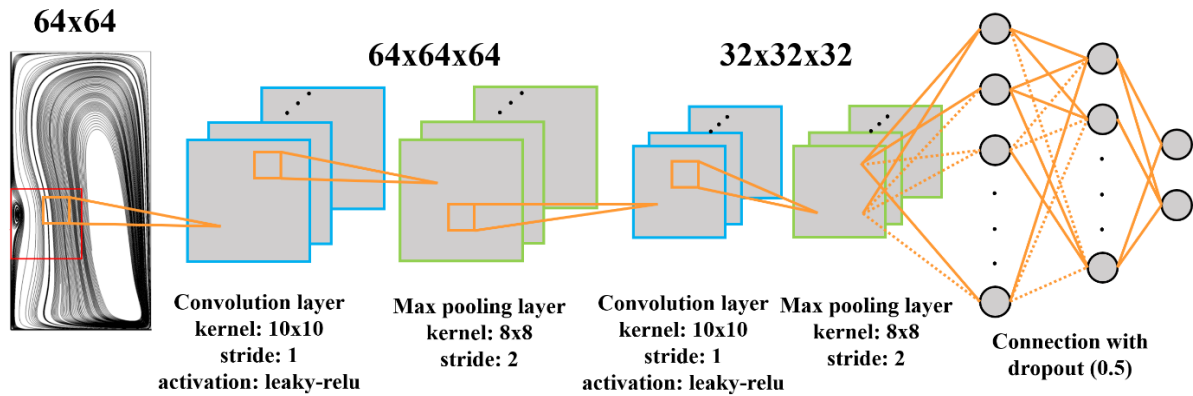 64x64
64x64x64
32x32x32
Convolution layer
kernel: 10x10
stride: 1
activation: leaky-relu
Max pooling layer
kernel: 8x8
stride: 2
Convolution layer
kernel: 10x10
stride: 1
activation: leaky-relu
Max pooling layer
kernel: 8x8
stride: 2
Connection with
dropout (0.5)